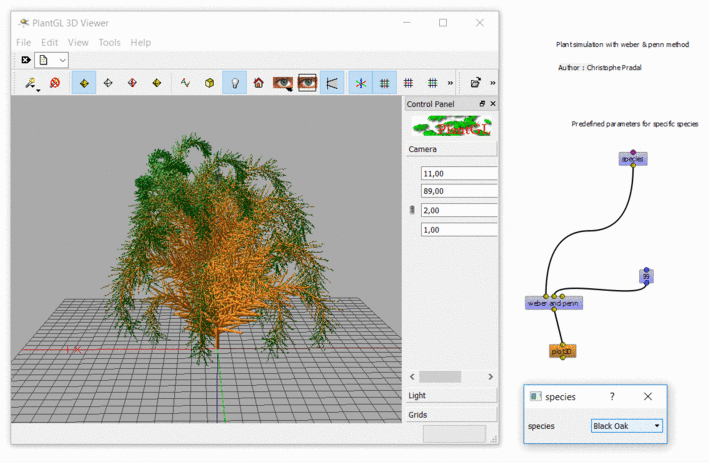 PlantGL 3D Viewer
File Edit View Tools Help
Control Panel
PlantGL
Camera
11,00
89,00
2,00
1,00
Light
Grids
Plant simulation with weber & penn method
Author : Christophe Pradal
Predefined parameters for specific species
species
99
weber and penn
plot3D
species
species
Black Oak